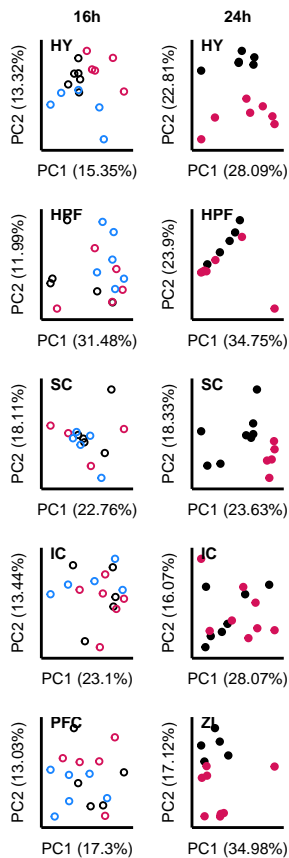 16h 24h
HY HY
PC2 (13.32%) PC2 (22.81%)
PC1 (15.35%) PC1 (28.09%)
HPF HPF
PC2 (11.99%) PC2 (23.9%)
PC1 (31.48%) PC1 (34.75%)
SC SC
PC2 (18.11%) PC2 (18.33%)
PC1 (22.76%) PC1 (23.63%)
IC IC
PC2 (13.44%) PC2 (16.07%)
PC1 (23.1%) PC1 (28.07%)
PFC ZI
PC2 (13.03%) PC2 (17.12%)
PC1 (17.3%) PC1 (34.98%)